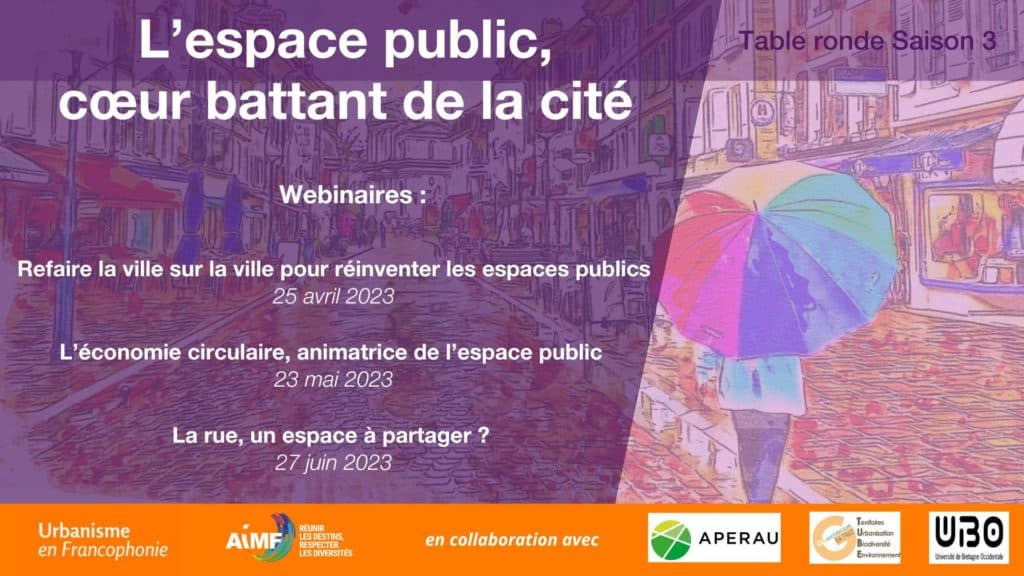 L'espace public,
cœur battant de la cité
Table ronde Saison 3
Webinaires :
Refaire la ville sur la ville pour réinventer les espaces publics
25 avril 2023
L'économie circulaire, animatrice de l'espace public
23 mai 2023
La rue, un espace à partager ?
27 juin 2023
Urbanisme
en Francophonie
AIMF
RÉUNIR
LES DESTINS,
RESPECTER
LES DIVERSITÉS
en collaboration avec
APERAU
Territoires
Urbanisation
Biodiversité
Environnement
UBO
Université de Bretagne Occidentale